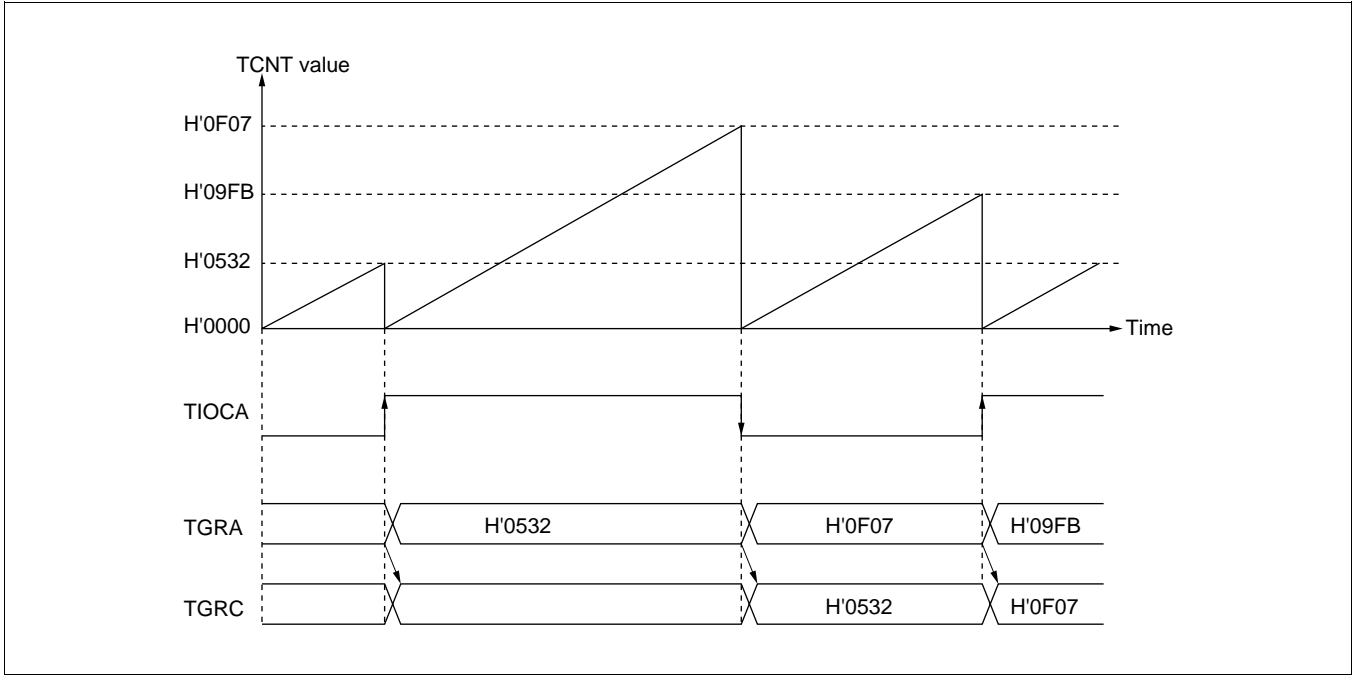 TCNT value
H'0F07
H'09FB
H'0532
H'0000
Time
TIOCA
TGRA H'0532 H'0F07 H'09FB
TGRC H'0532 H'0F07